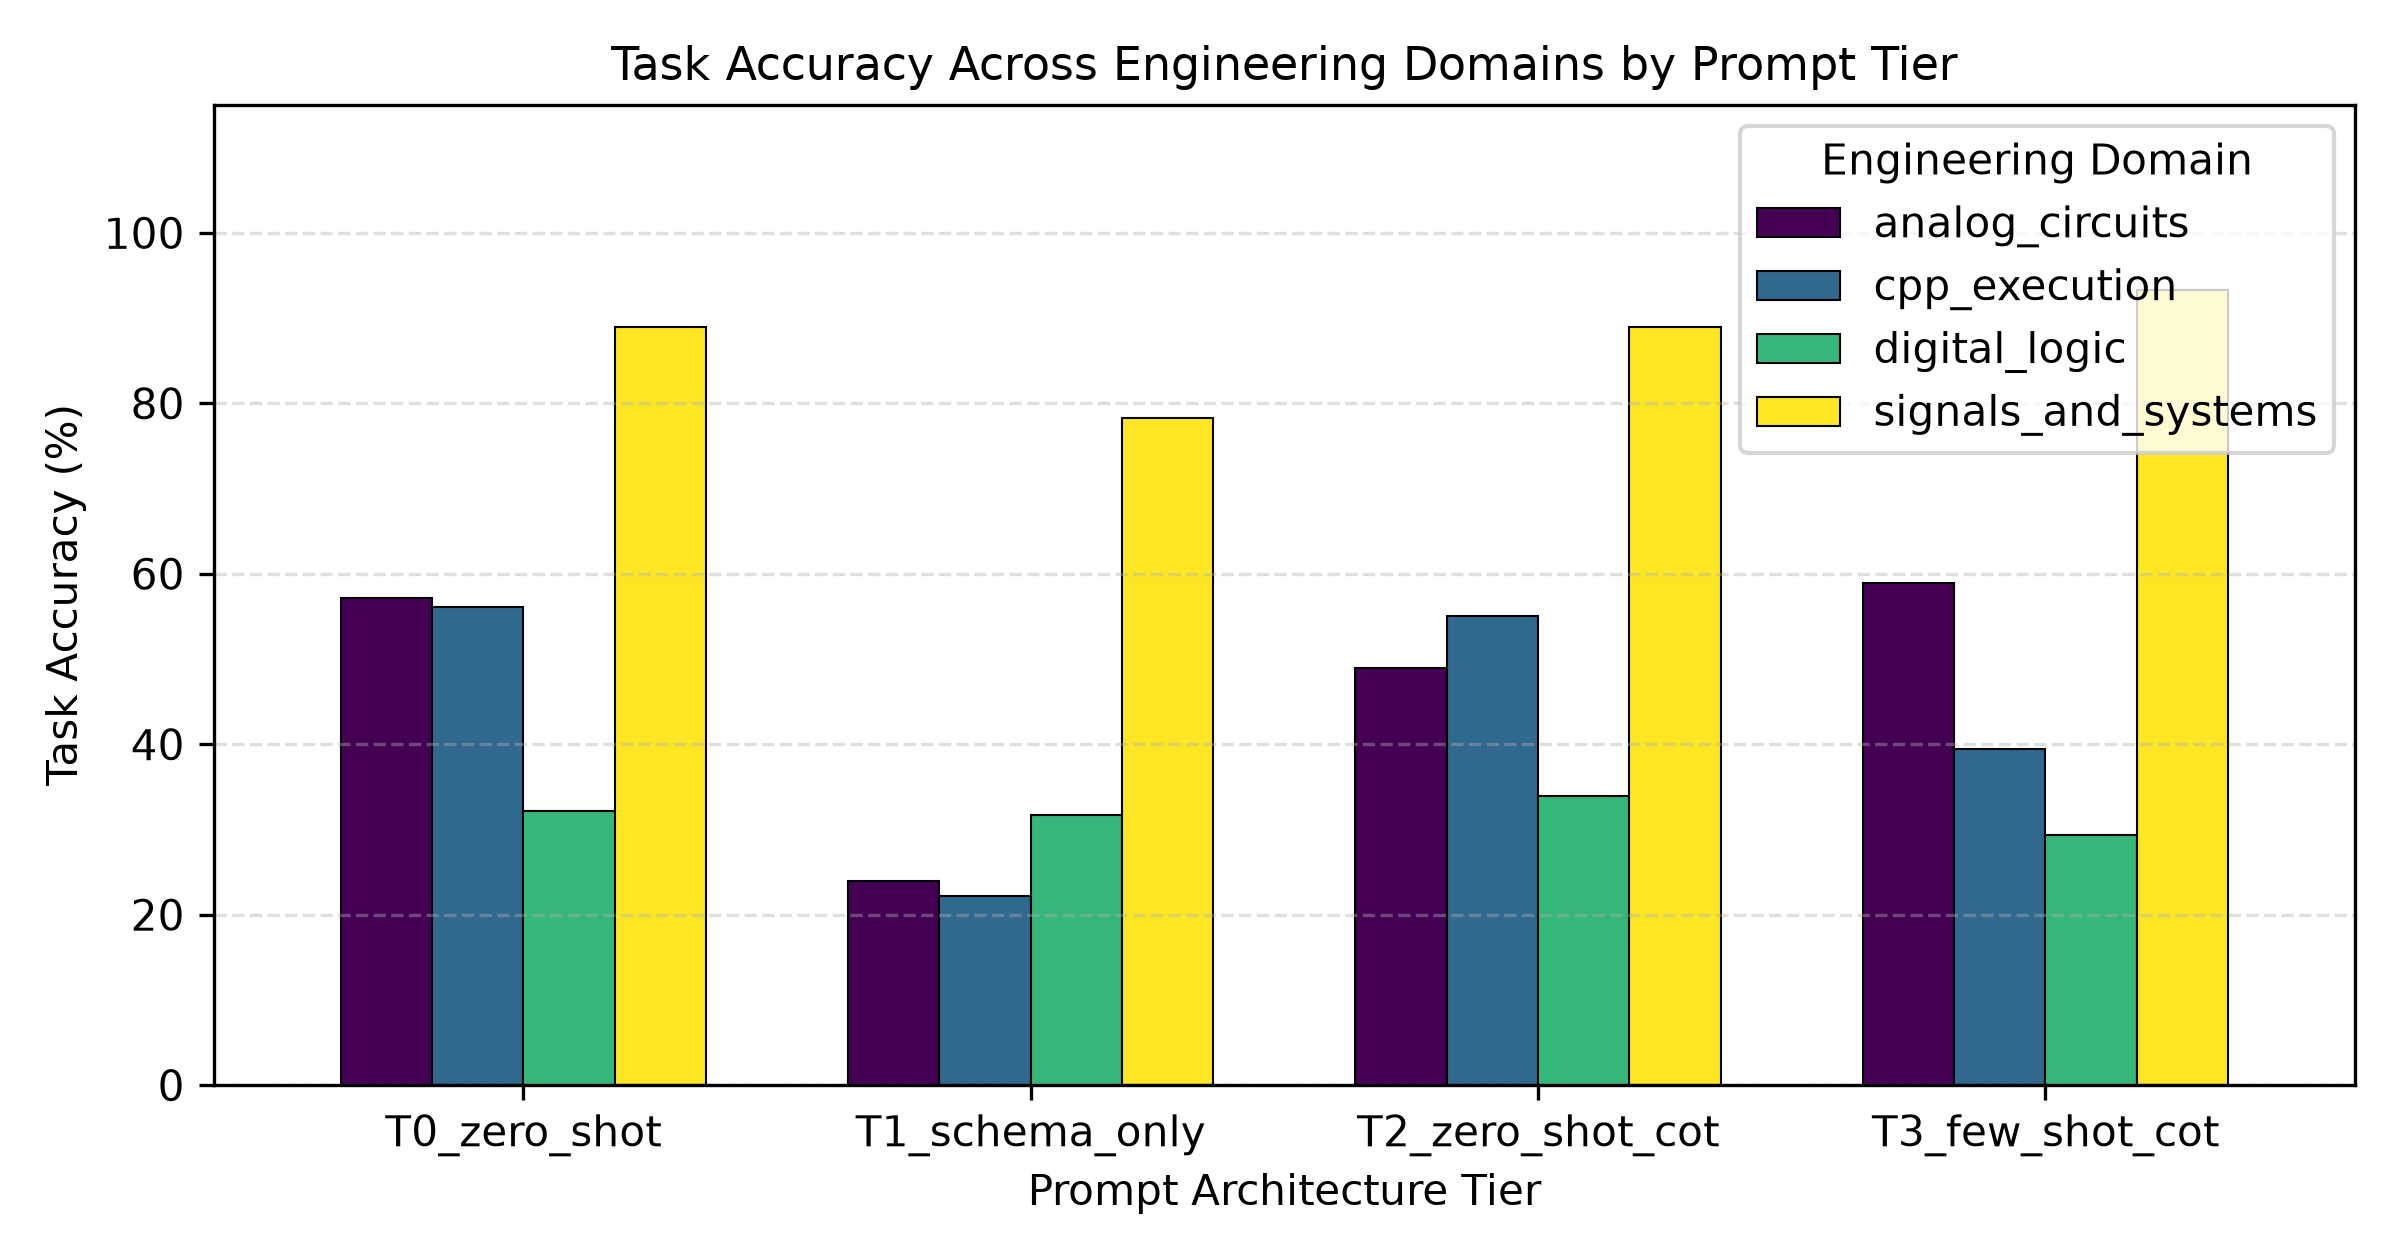 Task Accuracy Across Engineering Domains by Prompt Tier
Engineering Domain
analog_circuits
cpp_execution
digital_logic
signals_and_systems
Task Accuracy (%)
100
80
60
40
20
0
T0_zero_shot
T1_schema_only
T2_zero_shot_cot
T3_few_shot_cot
Prompt Architecture Tier